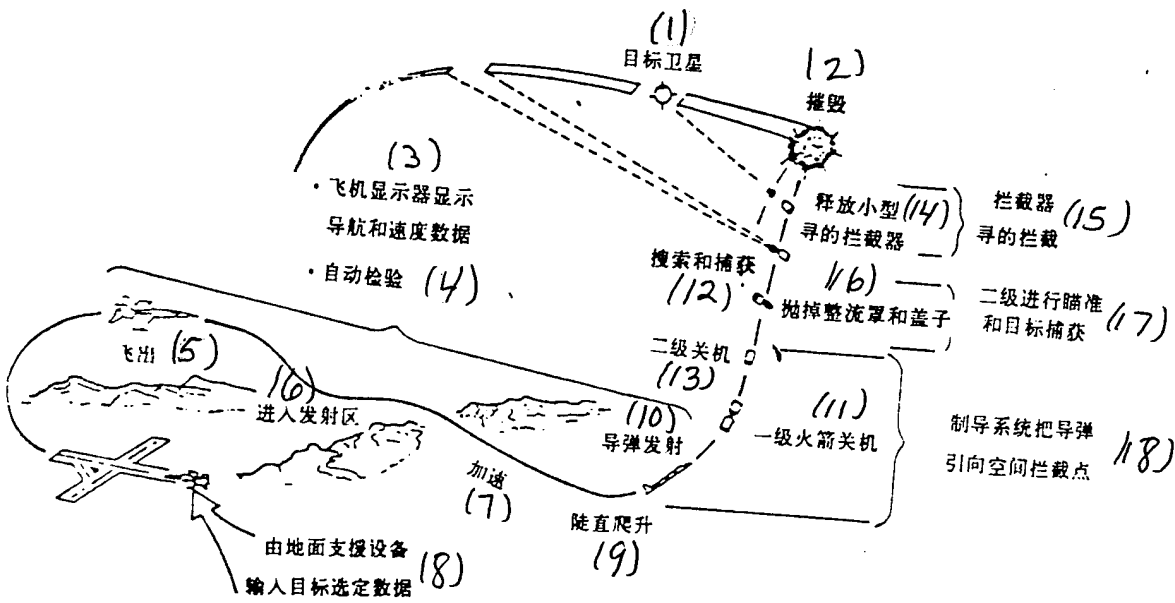 (1)
目标卫星
(2)
摧毁
(3)
·飞机显示器显示
导航和速度数据
·自动检验 (4)
释放小型(14)
寻的拦截器
拦截器
寻的拦截 (15)
搜索和捕获
(12)
(16)
抛掉整流罩和盖子
二级进行瞄准
和目标捕获 (17)
飞出 (5)
(6)
进入发射区
二级关机
(13)
(10)
导弹发射
(11)
一级火箭关机
制导系统把导弹
引向空间拦截点 (18)
加速
(7)
陡直爬升
(9)
由地面支援设备
输入目标选定数据 (8)